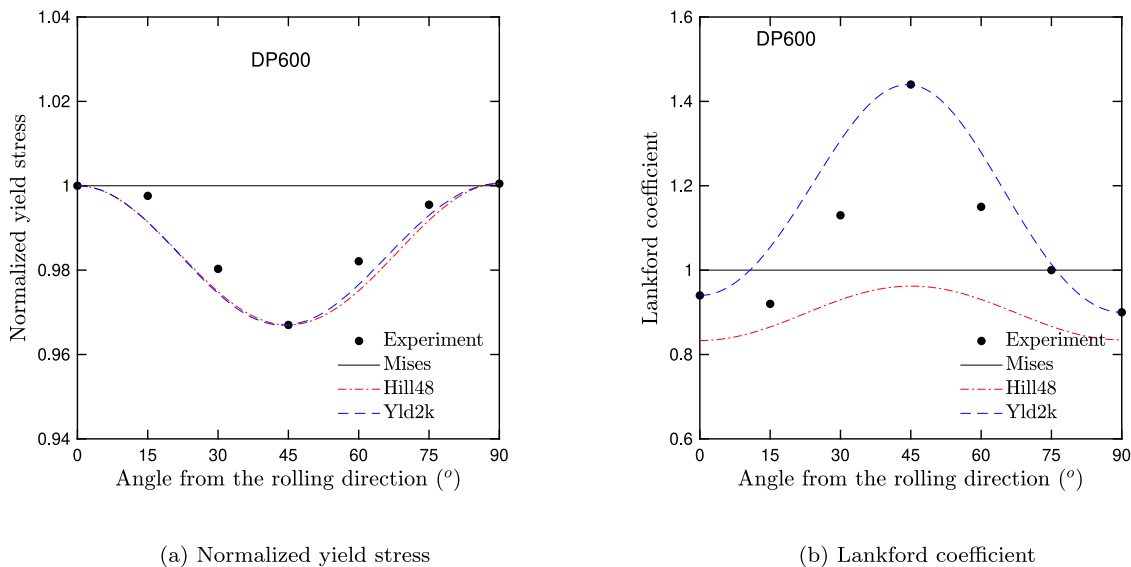 1.04
1.02
1
0.98
0.96
0.94
Normalized yield stress
DP600
Experiment
Mises
Hill48
Yld2k
0 15 30 45 60 75 90
Angle from the rolling direction (o)
(a) Normalized yield stress
1.6
1.4
1.2
1
0.8
0.6
Lankford coefficient
DP600
Experiment
Mises
Hill48
Yld2k
0 15 30 45 60 75 90
Angle from the rolling direction (o)
(b) Lankford coefficient